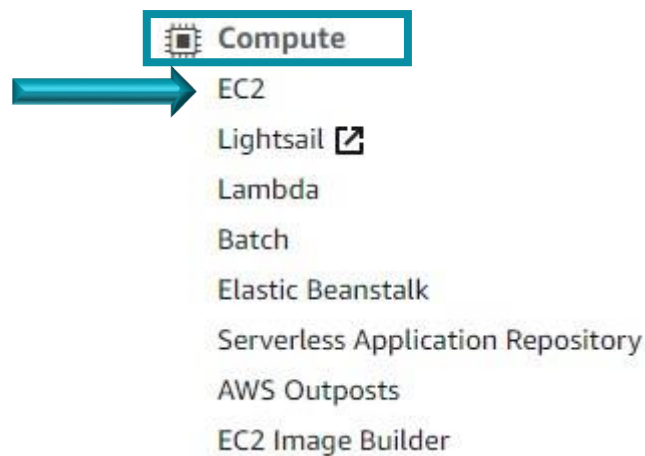 Compute
EC2
Lightsail
Lambda
Batch
Elastic Beanstalk
Serverless Application Repository
AWS Outposts
EC2 Image Builder